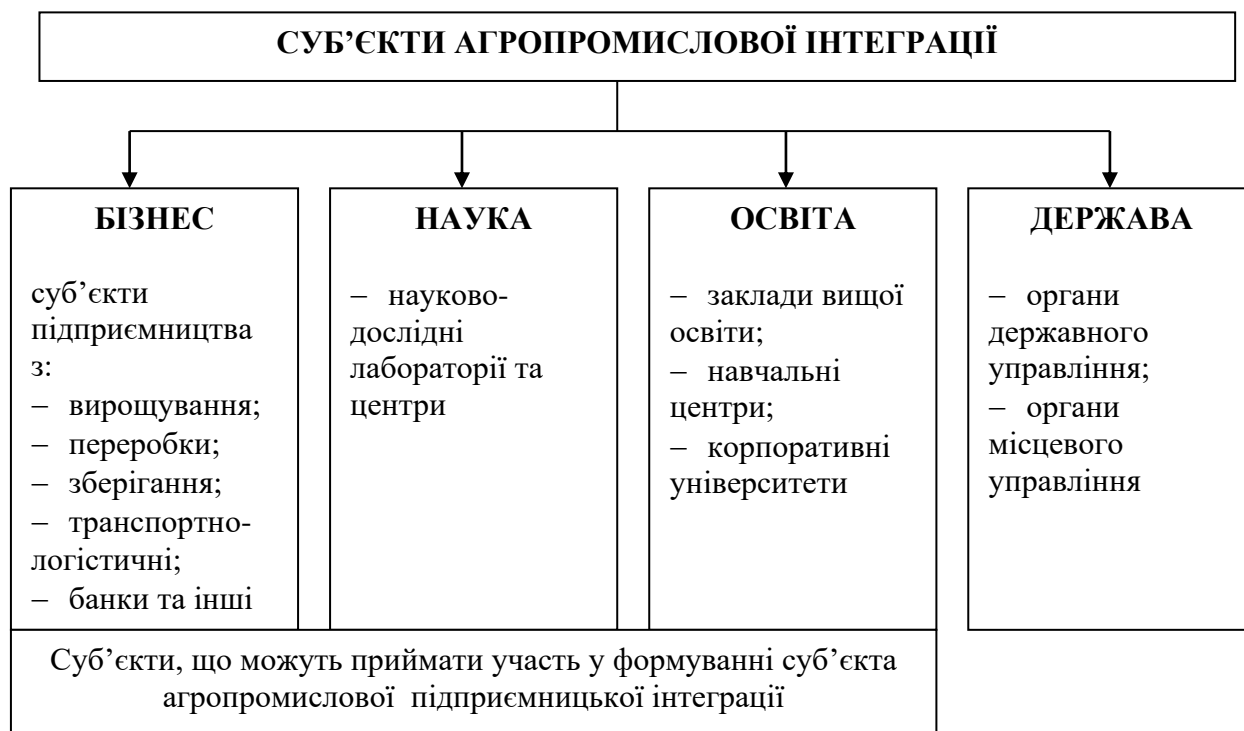 СУБ’ЄКТИ АГРОПРОМИСЛОВОЇ ІНТЕГРАЦІЇ
БІЗНЕС
суб’єкти
підприємництва
з:
– вирощування;
– переробки;
– зберігання;
– транспортно-
логістичні;
– банки та інші
НАУКА
– науково-
дослідні
лабораторії та
центри
ОСВІТА
– заклади вищої
освіти;
– навчальні
центри;
– корпоративні
університети
ДЕРЖАВА
– органи
державного
управління;
– органи
місцевого
управління
Суб’єкти, що можуть приймати участь у формуванні суб’єкта
агропромислової підприємницької інтеграції